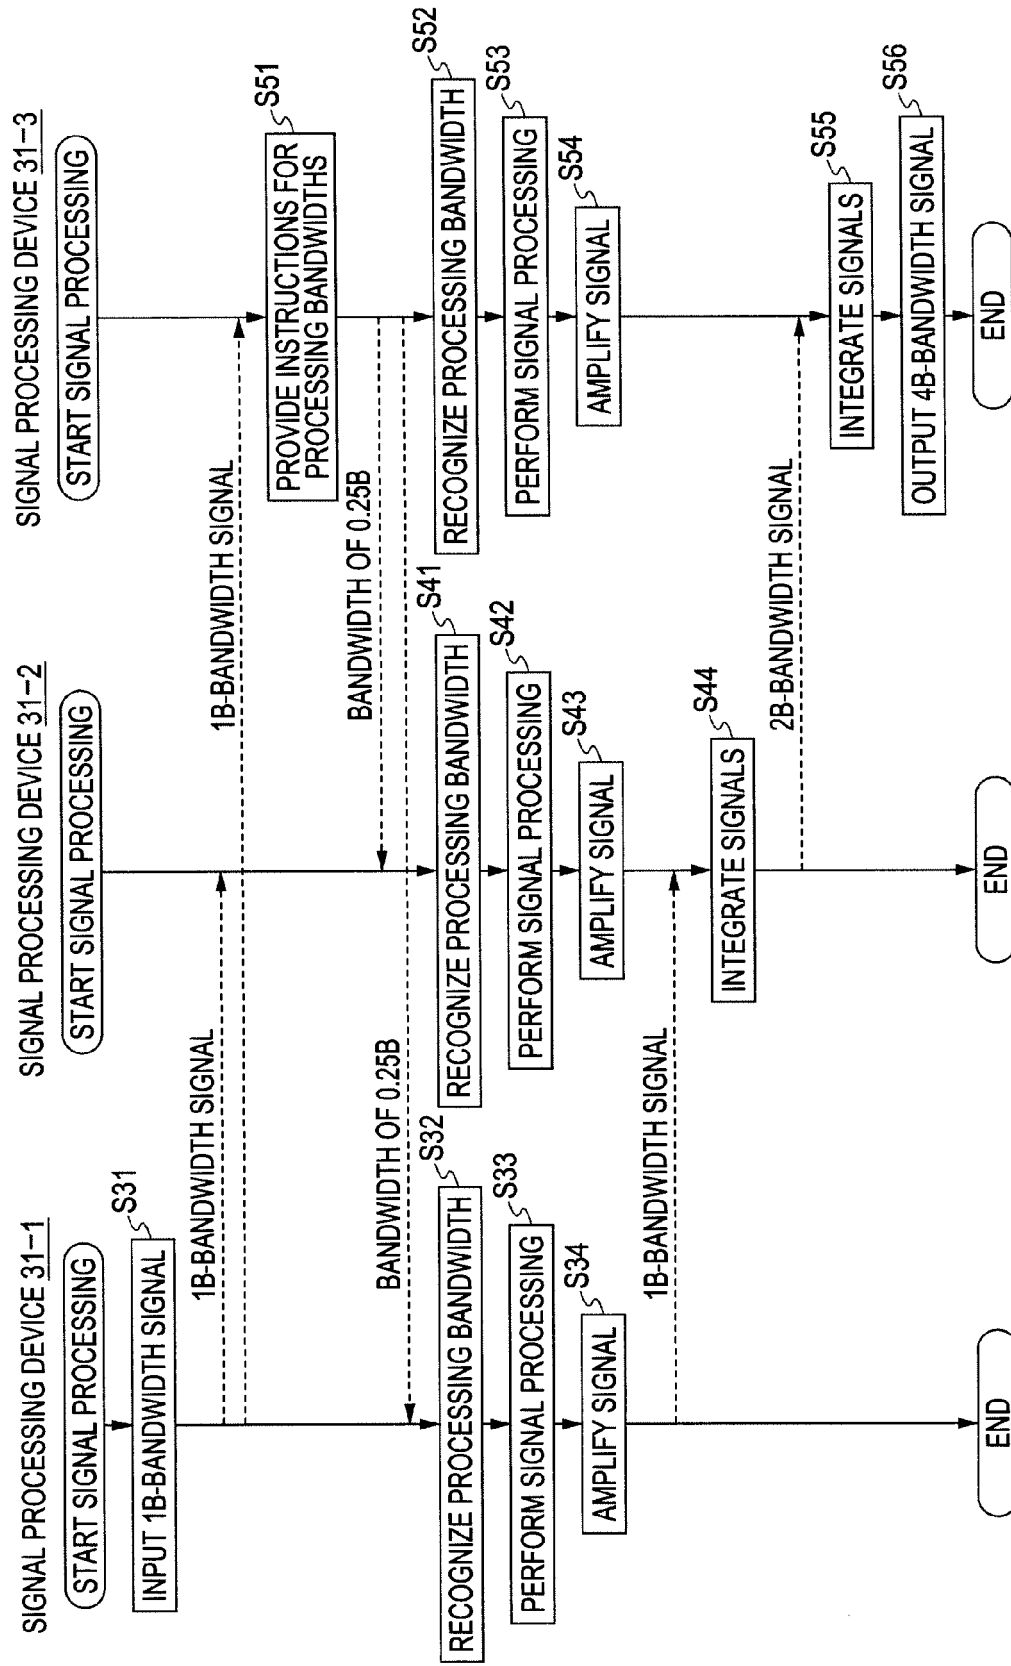 SIGNAL PROCESSING DEVICE 31-1
START SIGNAL PROCESSING
S31
INPUT 1B-BANDWIDTH SIGNAL
1B-BANDWIDTH SIGNAL
BANDWIDTH OF 0.25B
S32
RECOGNIZE PROCESSING BANDWIDTH
S33
PERFORM SIGNAL PROCESSING
S34
AMPLIFY SIGNAL
1B-BANDWIDTH SIGNAL
END
SIGNAL PROCESSING DEVICE 31-2
START SIGNAL PROCESSING
1B-BANDWIDTH SIGNAL
BANDWIDTH OF 0.25B
S41
RECOGNIZE PROCESSING BANDWIDTH
S42
PERFORM SIGNAL PROCESSING
S43
AMPLIFY SIGNAL
S44
INTEGRATE SIGNALS
2B-BANDWIDTH SIGNAL
END
SIGNAL PROCESSING DEVICE 31-3
START SIGNAL PROCESSING
S51
PROVIDE INSTRUCTIONS FOR
PROCESSING BANDWIDTHS
S52
RECOGNIZE PROCESSING BANDWIDTH
S53
PERFORM SIGNAL PROCESSING
S54
AMPLIFY SIGNAL
S55
INTEGRATE SIGNALS
S56
OUTPUT 4B-BANDWIDTH SIGNAL
END